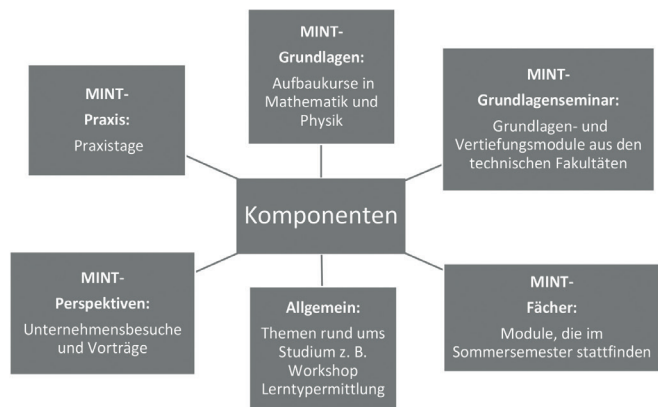 MINT-
Grundlagen:
Aufbaukurse in
Mathematik und
Physik
MINT-
Grundlagenseminar:
Grundlagen- und
Vertiefungsmodule aus den
technischen Fakultäten
MINT-
Praxis:
Praxistage
Komponenten
MINT-
Perspektiven:
Unternehmensbesuche
und Vorträge
Allgemein:
Themen rund ums
Studium z. B.
Workshop
Lerntypermittlung
MINT-
Fächer:
Module, die im
Sommersemester stattfinden